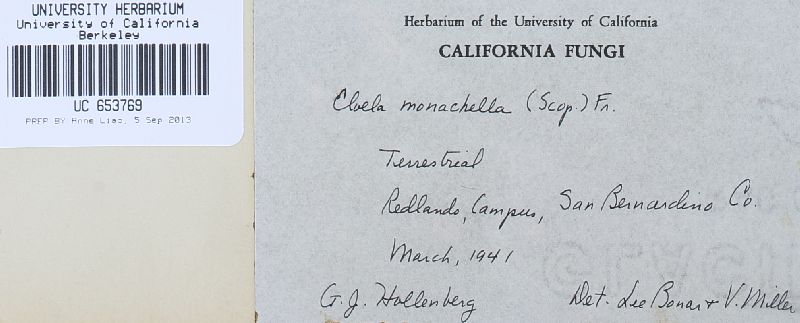 UNIVERSITY HERBARIUM
University of California
Berkeley
UC 653769
PREP BY Anne Liao, 5 Sep 2013
Herbarium of the University of California
CALIFORNIA FUNGI
Elvela monachella (Scop.) Fr.
Terrestrial
Redlands, Campus, San Bernardino Co.
March, 1941
G. J. Hollenberg Det. Lee Bonar + V. Miller